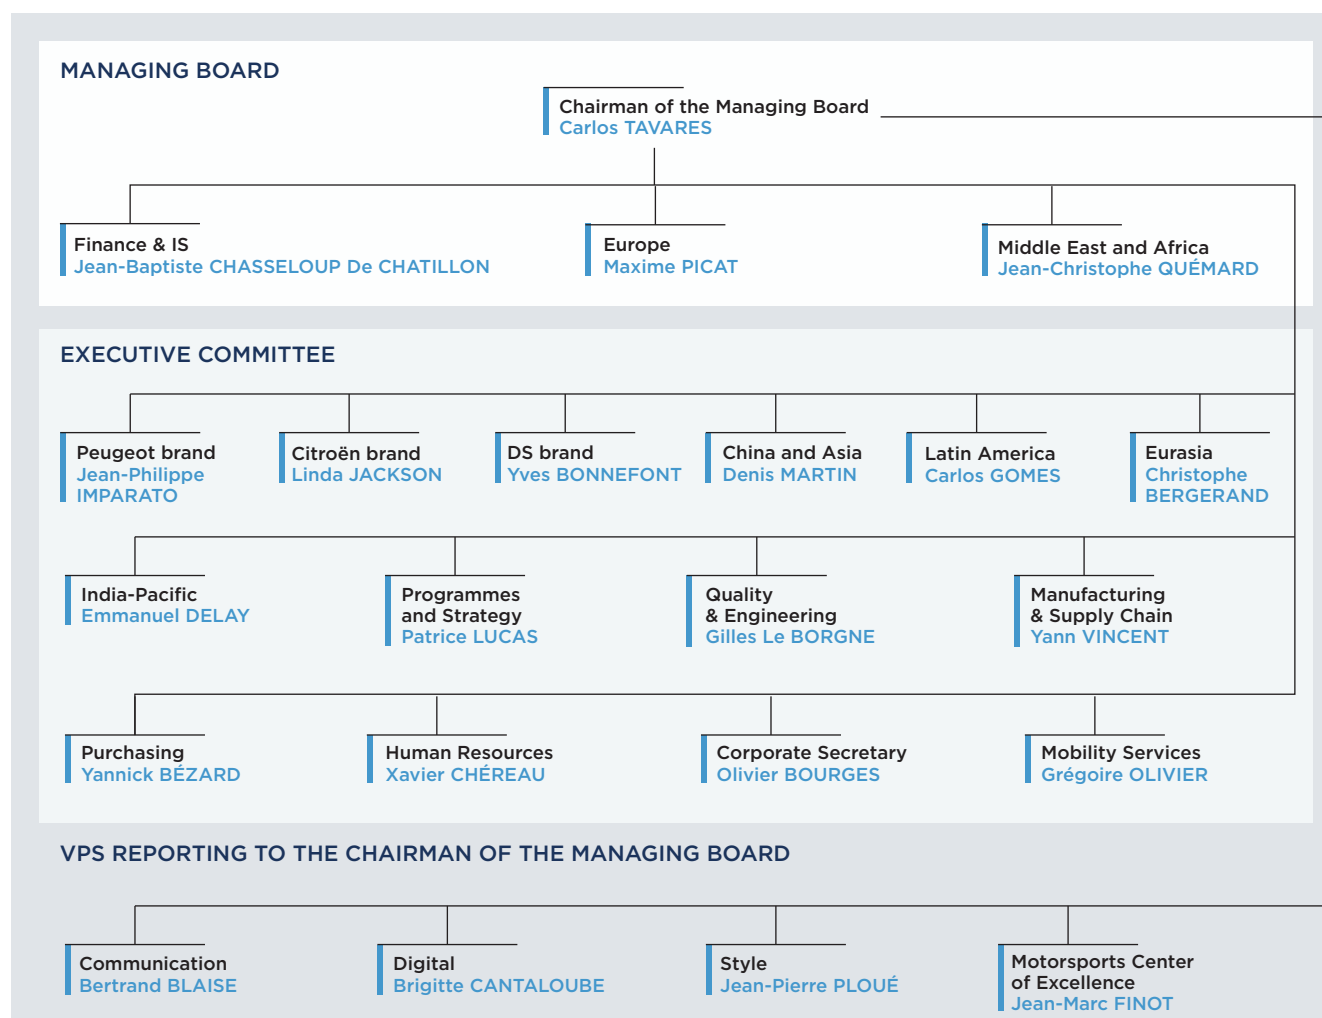 MANAGING BOARD
Chairman of the Managing Board
Carlos TAVARES
Finance & IS
Jean-Baptiste CHASSELOUP De CHATILLON
Europe
Maxime PICAT
Middle East and Africa
Jean-Christophe QUÉMARD
EXECUTIVE COMMITTEE
Peugeot brand
Jean-Philippe
IMPARATO
Citroën brand
Linda JACKSON
DS brand
Yves BONNEFONT
China and Asia
Denis MARTIN
Latin America
Carlos GOMES
Eurasia
Christophe
BERGERAND
India-Pacific
Emmanuel DELAY
Programmes
and Strategy
Patrice LUCAS
Quality
& Engineering
Gilles Le BORGNE
Manufacturing
& Supply Chain
Yann VINCENT
Purchasing
Yannick BÉZARD
Human Resources
Xavier CHÉREAU
Corporate Secretary
Olivier BOURGES
Mobility Services
Grégoire OLIVIER
VPS REPORTING TO THE CHAIRMAN OF THE MANAGING BOARD
Communication
Bertrand BLAISE
Digital
Brigitte CANTALOUBE
Style
Jean-Pierre PLOUÉ
Motorsports Center
of Excellence
Jean-Marc FINOT